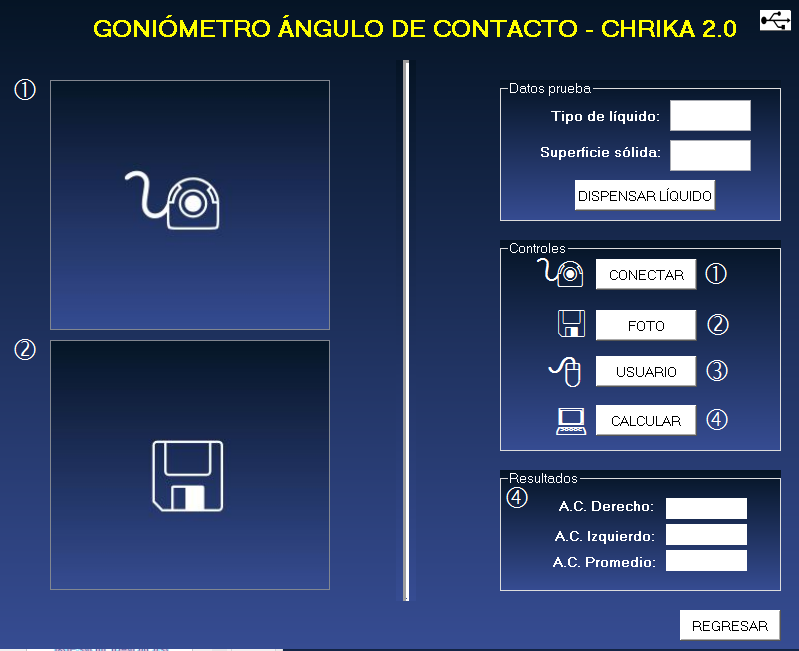 GONIÓMETRO ÁNGULO DE CONTACTO - CHRIKA 2.0
①
②
Datos prueba
Tipo de líquido:
Superficie sólida:
DISPENSAR LÍQUIDO
Controles
CONECTAR ①
FOTO ②
USUARIO ③
CALCULAR ④
Resultados
④
A.C. Derecho:
A.C. Izquierdo:
A.C. Promedio:
REGRESAR